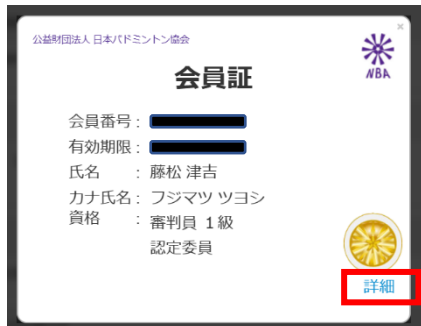 公益財団法人 日本バドミントン協会
×
NBA
会員証
会員番号：
有効期限：
氏名　　：藤松 津吉
カナ氏名：フジマツ ツヨシ
資格　　：審判員 １級
認定委員
詳細